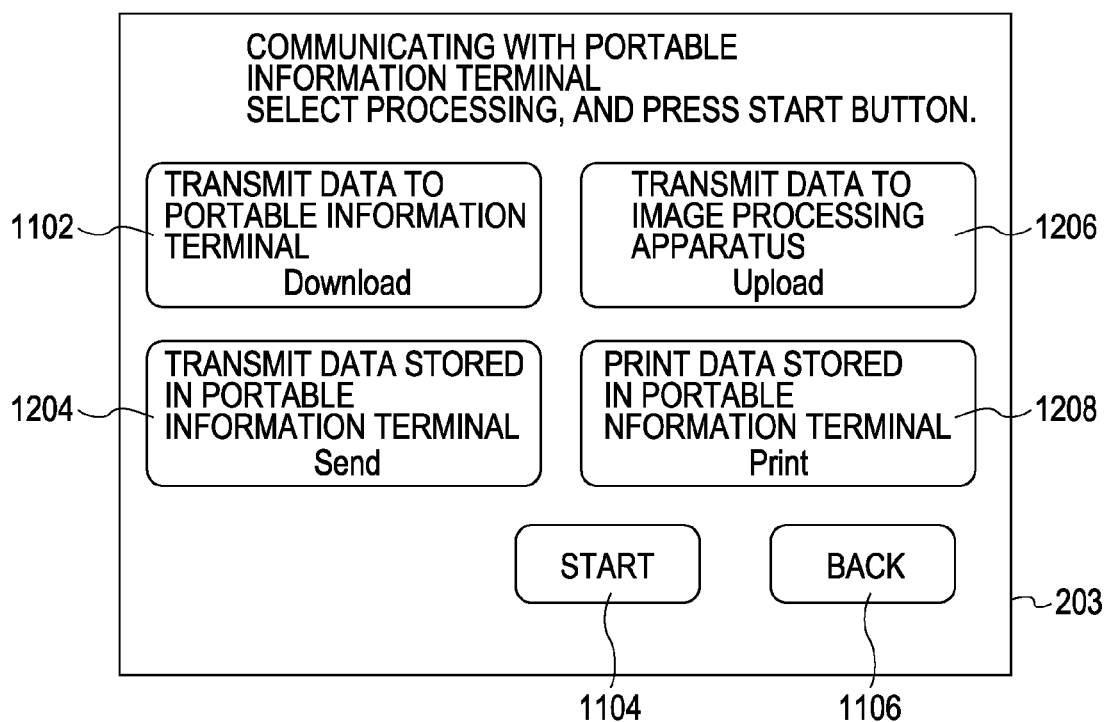 COMMUNICATING WITH PORTABLE
INFORMATION TERMINAL
SELECT PROCESSING, AND PRESS START BUTTON.
1102
TRANSMIT DATA TO
PORTABLE INFORMATION
TERMINAL
Download
TRANSMIT DATA TO
IMAGE PROCESSING
APPARATUS
Upload
1206
1204
TRANSMIT DATA STORED
IN PORTABLE
INFORMATION TERMINAL
Send
PRINT DATA STORED
IN PORTABLE
NFORMATION TERMINAL
Print
1208
START
BACK
203
1104
1106